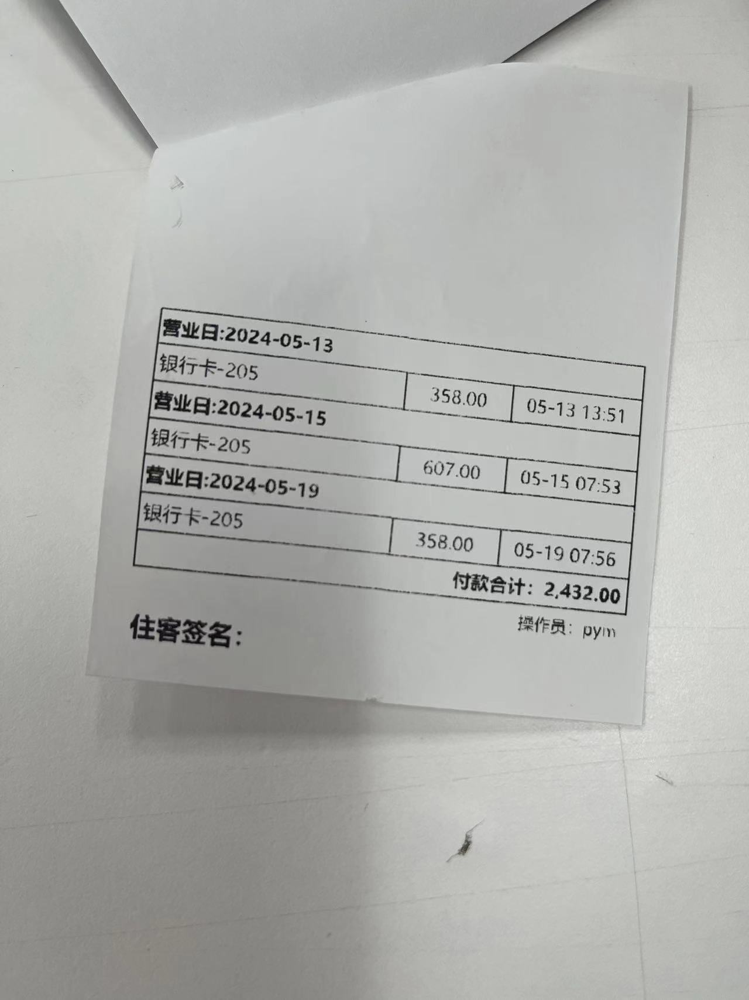 营业日:2024-05-13
银行卡-205 358.00 05-13 13:51
营业日:2024-05-15
银行卡-205 607.00 05-15 07:53
营业日:2024-05-19
银行卡-205 358.00 05-19 07:56
付款合计：2,432.00
操作员：pym
住客签名：